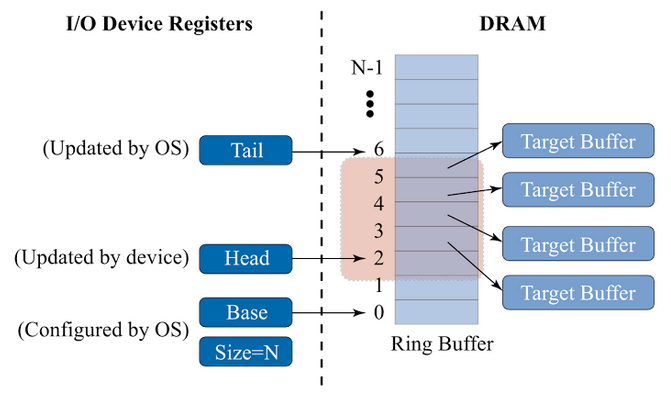 I/O Device Registers
DRAM
N-1
(Updated by OS)
Tail
6
5
4
3
(Updated by device)
Head
2
1
(Configured by OS)
Base
0
Size=N
Target Buffer
Target Buffer
Target Buffer
Target Buffer
Ring Buffer